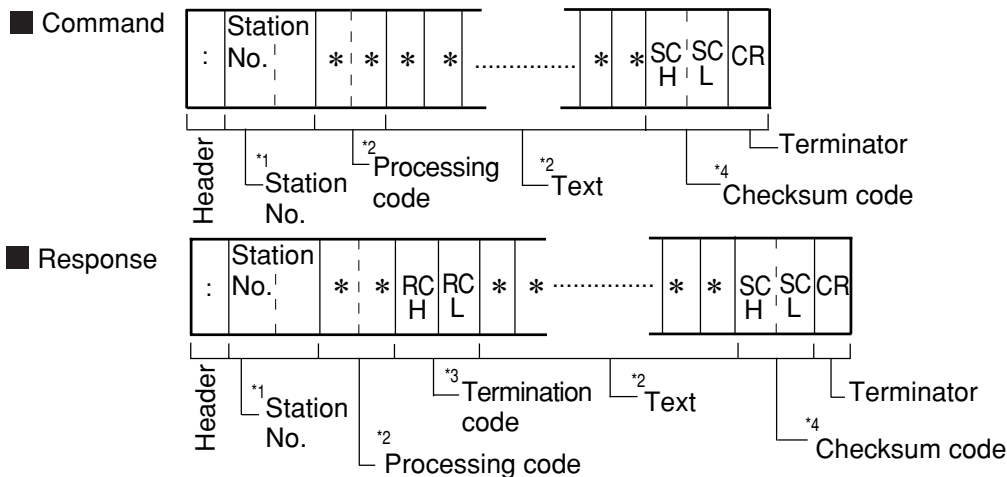 ■ Command
Station
: No. * * * * ............... * * SC SC CR
H L
Terminator
Header
*1 Station
No.
*2 Processing
code
*2 Text
*4 Checksum code
■ Response
Station
: No. * * RC RC * * ............... * * SC SC CR
H L H L
Header
*1 Station
No.
*2 Processing code
*3 Termination
code
*2 Text
Terminator
*4 Checksum code